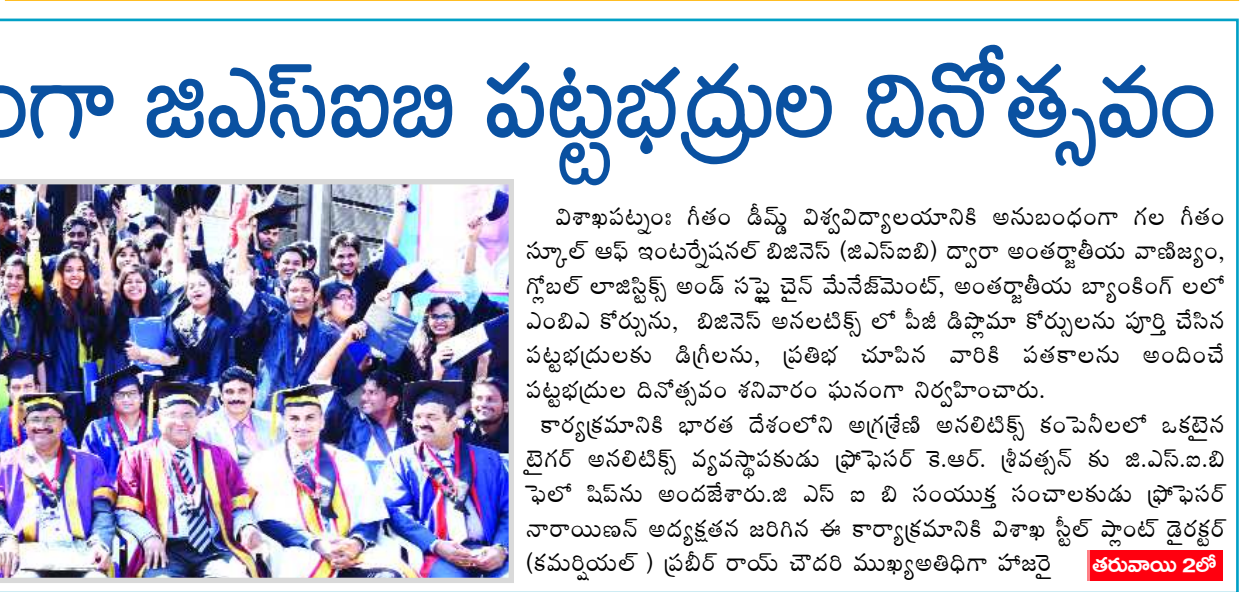 ంగా జిఎస్ఐబి పట్టభద్రుల దినోత్సవం
విశాఖపట్నంః గీతం డీమ్డ్ విశ్వవిద్యాలయానికి అనుబంధంగా గల గీతం
స్కూల్ ఆఫ్ ఇంటర్నేషనల్ బిజినెస్ (జిఎస్ఐబి) ద్వారా అంతర్జాతీయ వాణిజ్యం,
గ్లోబల్ లాజిస్టిక్స్ అండ్ సప్లై చైన్ మేనేజ్‌మెంట్, అంతర్జాతీయ బ్యాంకింగ్ లలో
ఎంబిఎ కోర్సును, బిజినెస్ అనలటిక్స్ లో పీజీ డిప్లొమా కోర్సులను పూర్తి చేసిన
పట్టభద్రులకు డిగ్రీలను, ప్రతిభ చూపిన వారికి పతకాలను అందించే
పట్టభద్రుల దినోత్సవం శనివారం ఘనంగా నిర్వహించారు.
కార్యక్రమానికి భారత దేశంలోని అగ్రశ్రేణి అనలిటిక్స్ కంపెనీలలో ఒకటైన
టైగర్ అనలిటిక్స్ వ్యవస్థాపకుడు ప్రొఫెసర్ కె.ఆర్. శ్రీవత్సన్ కు జి.ఎస్.ఐ.బి
ఫెలో షిప్‌ను అందజేశారు.జి ఎస్ ఐ బి సంయుక్త సంచాలకుడు ప్రొఫెసర్
నారాయిణన్ అద్యక్షతన జరిగిన ఈ కార్యాక్రమానికి విశాఖ స్టీల్ ప్లాంట్ డైరక్టర్
(కమర్షియల్ ) ప్రబీర్ రాయ్ చౌదరి ముఖ్యఅతిధిగా హాజరై తరువాయి 2లో